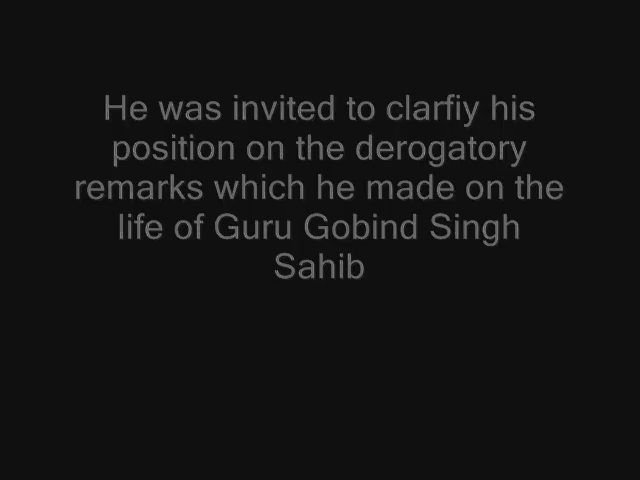 He was invited to clarfiy his
position on the derogatory
remarks which he made on the
life of Guru Gobind Singh
Sahib